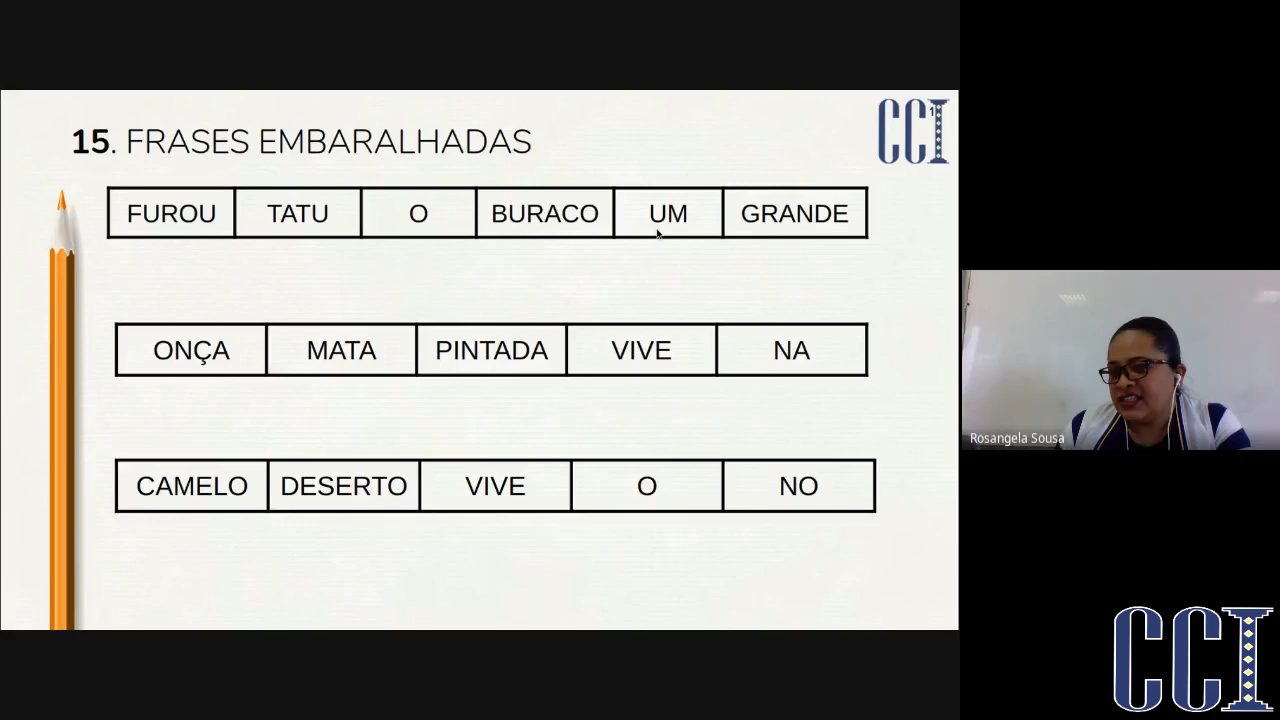 CCI
1
15. FRASES EMBARALHADAS
FUROU TATU O BURACO UM GRANDE
ONÇA MATA PINTADA VIVE NA
CAMELO DESERTO VIVE O NO
Rosangela Sousa
CCI